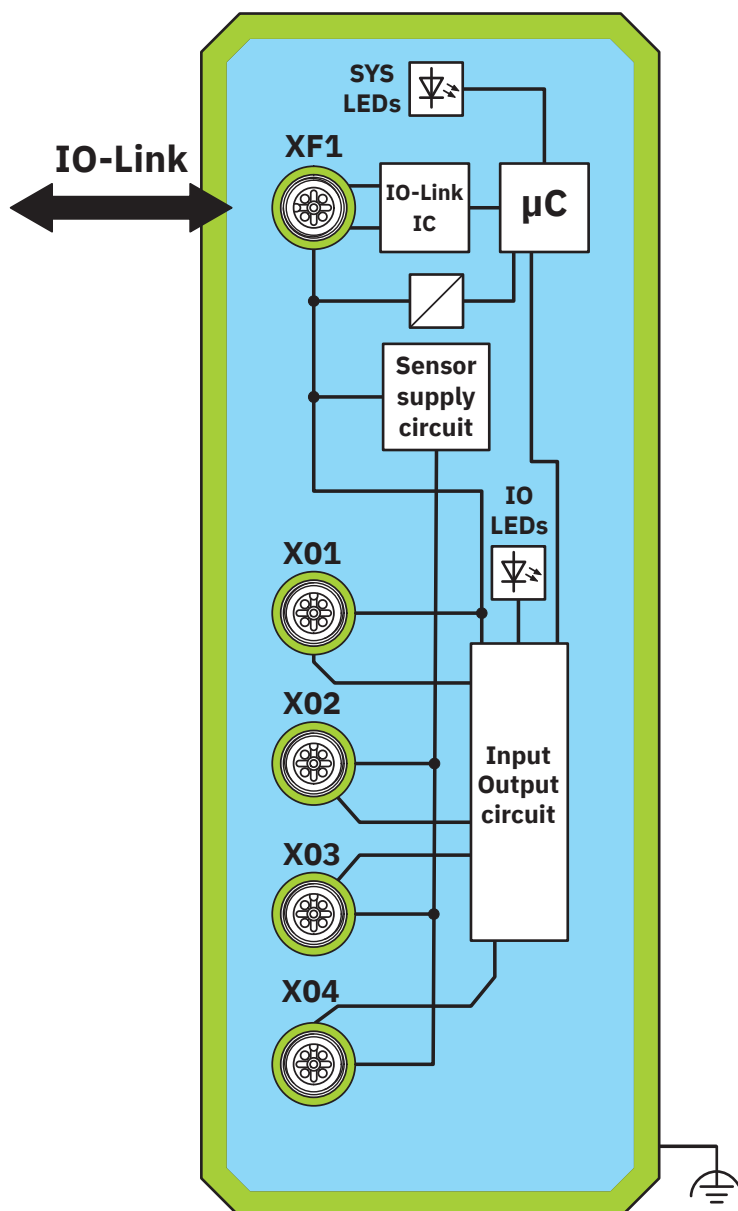 SYS
LEDs
IO-Link
XF1
IO-Link
IC
µC
Sensor
supply
circuit
IO
LEDs
X01
X02
Input
Output
circuit
X03
X04